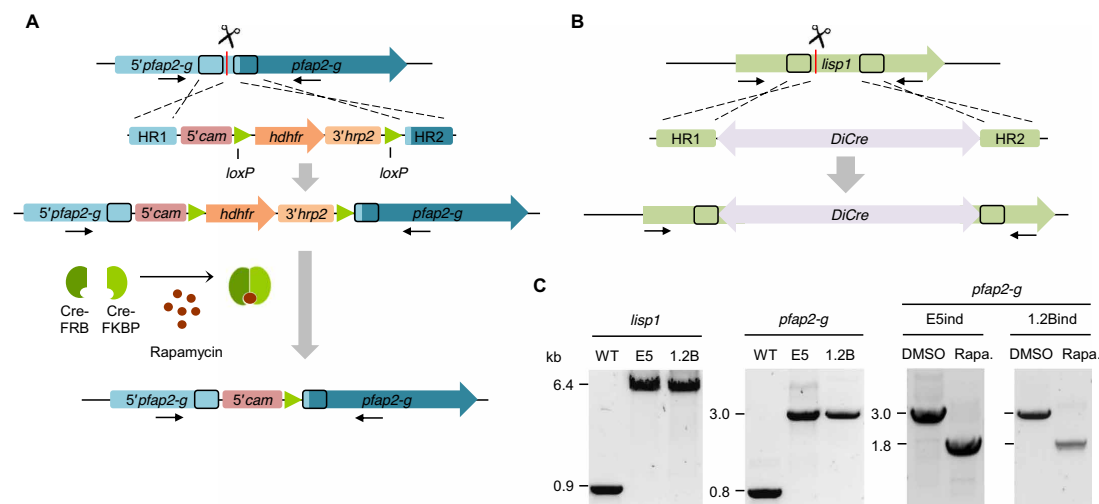 A
5'pfap2-g
pfap2-g
HR1
5'cam
hdhfr
3'hrp2
HR2
loxP
loxP
5'pfap2-g
5'cam
hdhfr
3'hrp2
pfap2-g
Cre-
FRB
Cre-
FKBP
Rapamycin
5'pfap2-g
5'cam
pfap2-g
B
lisp1
HR1
DiCre
HR2
DiCre
C
lisp1
kb
WT
E5
1.2B
6.4
0.9
pfap2-g
WT
E5
1.2B
3.0
0.8
pfap2-g
E5ind
1.2Bind
DMSO
Rapa.
DMSO
Rapa.
3.0
1.8